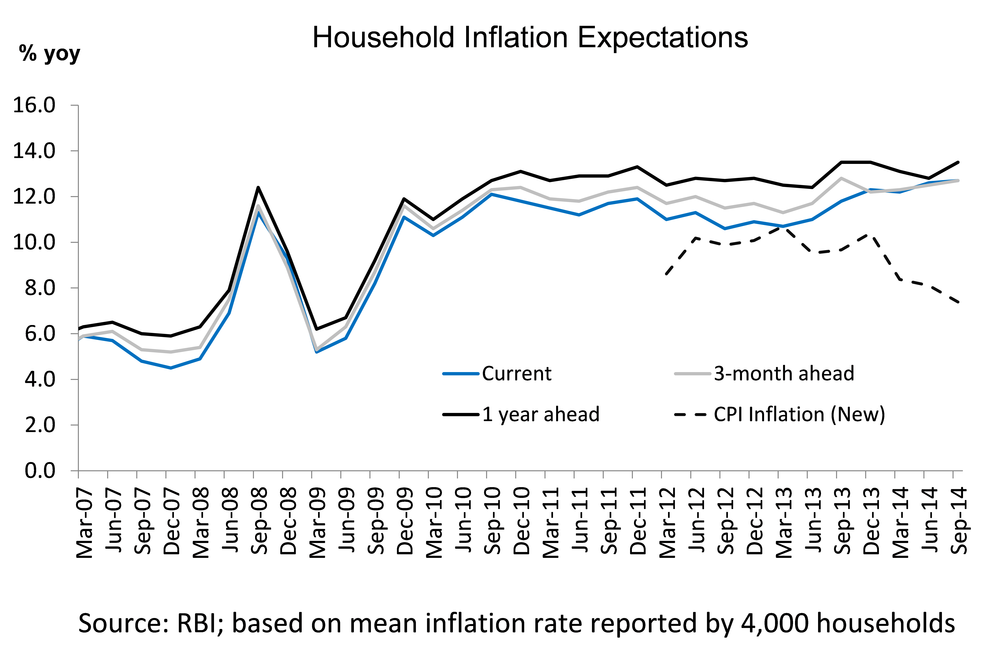 Household Inflation Expectations
% yoy
16.0
14.0
12.0
10.0
8.0
6.0
4.0
2.0
0.0
Current
3-month ahead
1 year ahead
CPI Inflation (New)
Mar-07
Jun-07
Sep-07
Dec-07
Mar-08
Jun-08
Sep-08
Dec-08
Mar-09
Jun-09
Sep-09
Dec-09
Mar-10
Jun-10
Sep-10
Dec-10
Mar-11
Jun-11
Sep-11
Dec-11
Mar-12
Jun-12
Sep-12
Dec-12
Mar-13
Jun-13
Sep-13
Dec-13
Mar-14
Jun-14
Sep-14
Source: RBI; based on mean inflation rate reported by 4,000 households